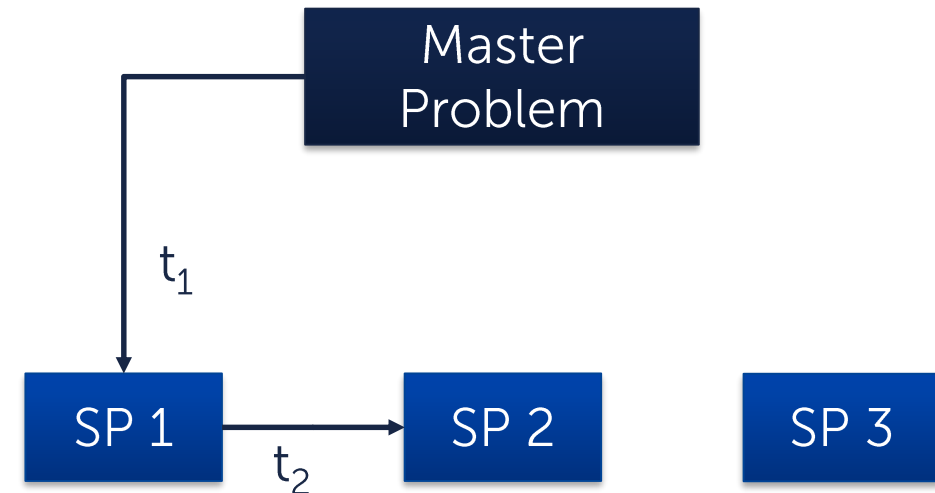 Master
Problem
t₁
SP 1
SP 2
SP 3
t₂